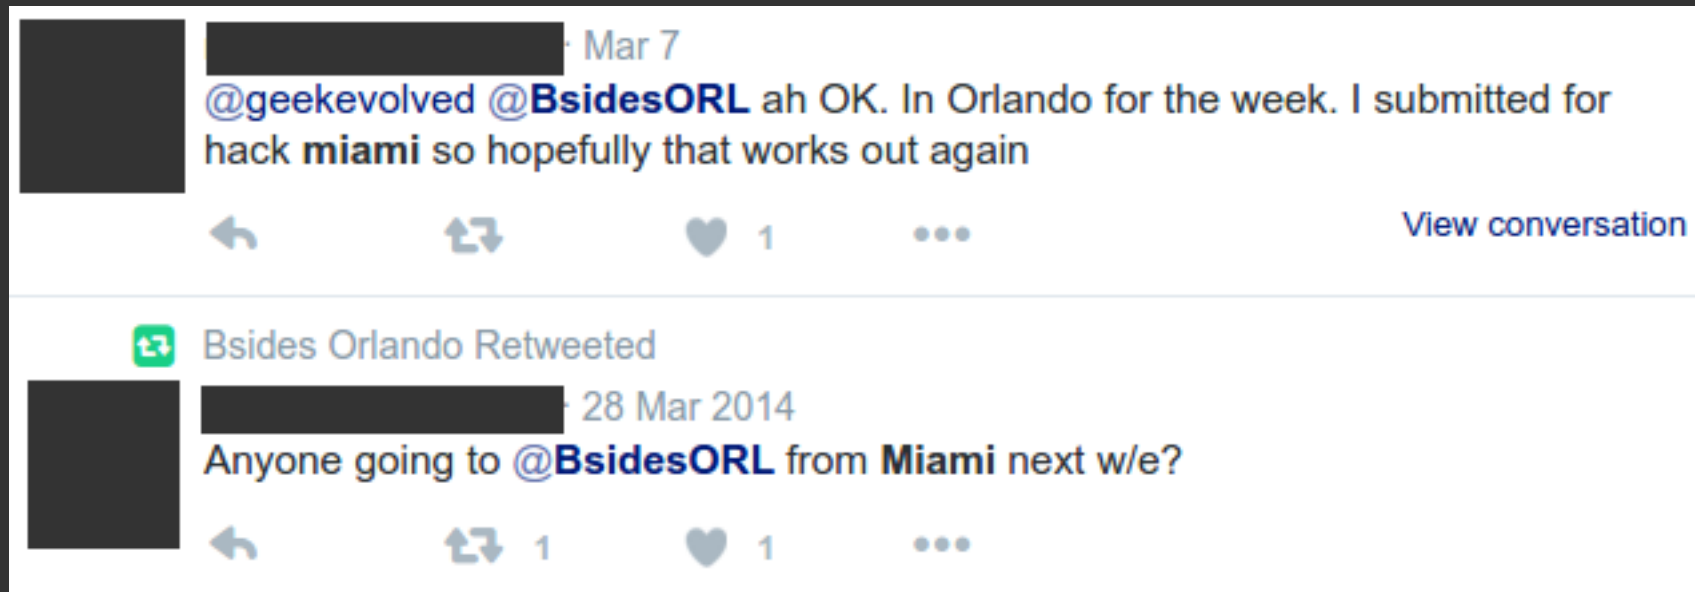 · Mar 7
@geekevolved @BsidesORL ah OK. In Orlando for the week. I submitted for
hack miami so hopefully that works out again
1
View conversation
Bsides Orlando Retweeted
· 28 Mar 2014
Anyone going to @BsidesORL from Miami next w/e?
1 1